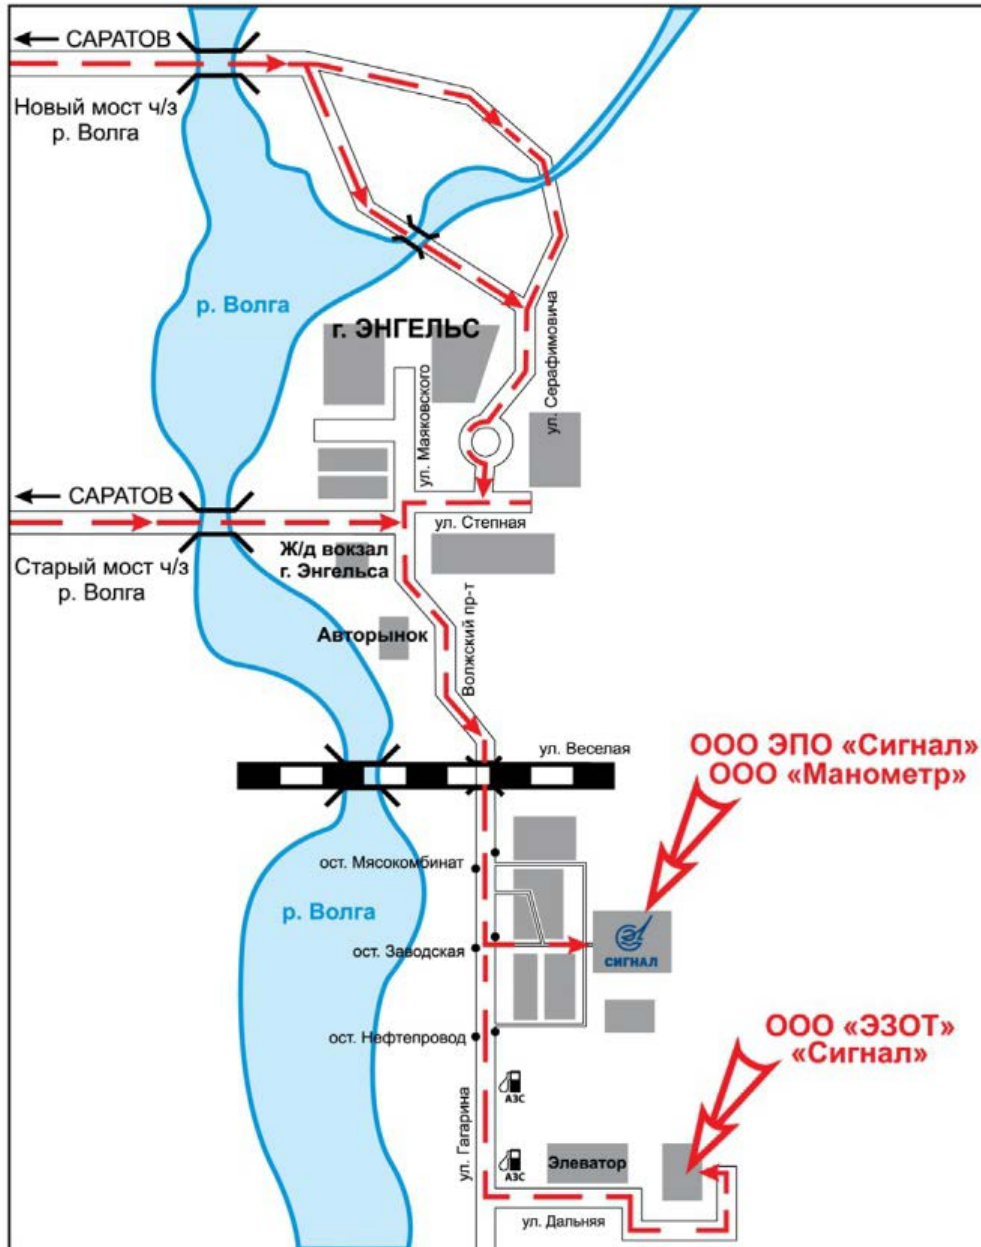 САРАТОВ
Новый мост ч/з
р. Волга
р. Волга
г. ЭНГЕЛЬС
ул. Серафимовича
ул. Маяковского
САРАТОВ
ул. Степная
Старый мост ч/з
р. Волга
Ж/д вокзал
г. Энгельса
Авторынок
Волжский пр-т
ул. Веселая
ООО ЭПО «Сигнал»
ООО «Манометр»
ост. Мясокомбинат
р. Волга
ост. Заводская
СИГНАЛ
ост. Нефтепровод
ООО «ЭЗОТ»
«Сигнал»
АЗС
ул. Гагарина
АЗС
Элеватор
ул. Дальняя